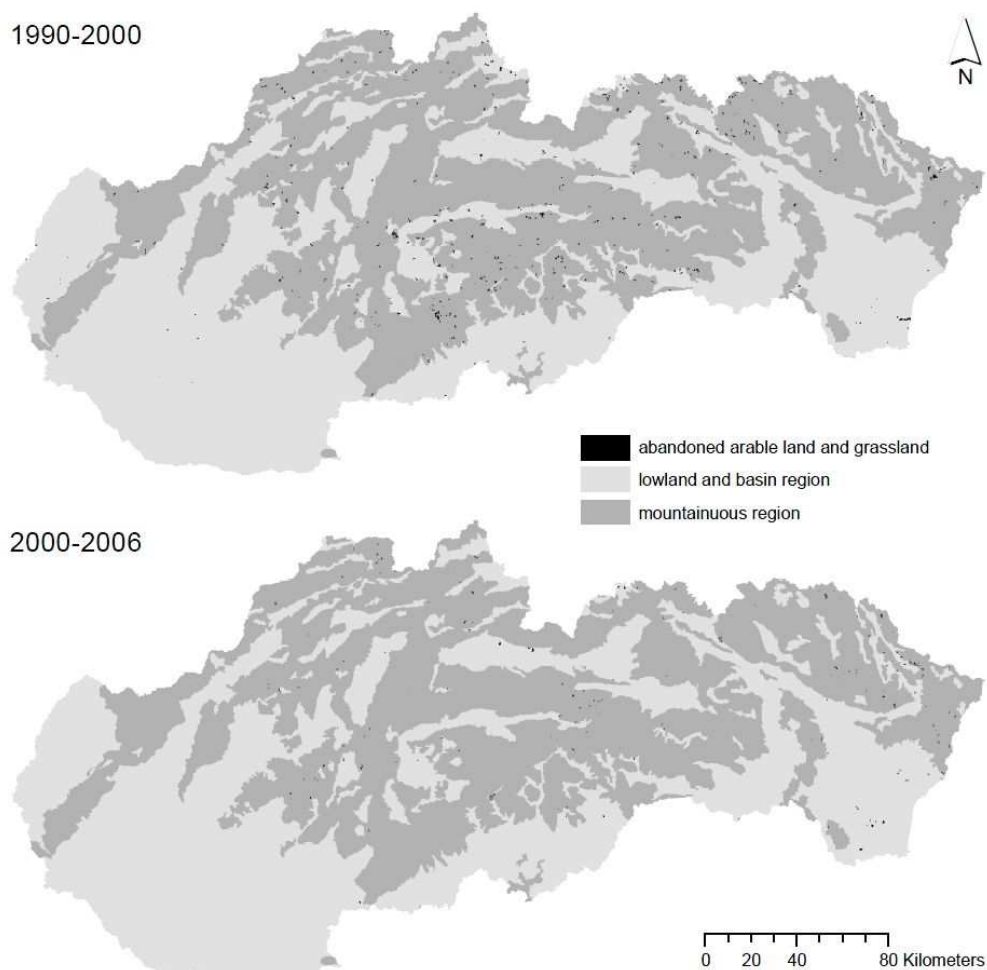 1990-2000
N
abandoned arable land and grassland
lowland and basin region
mountainuous region
2000-2006
0 20 40 80 Kilometers